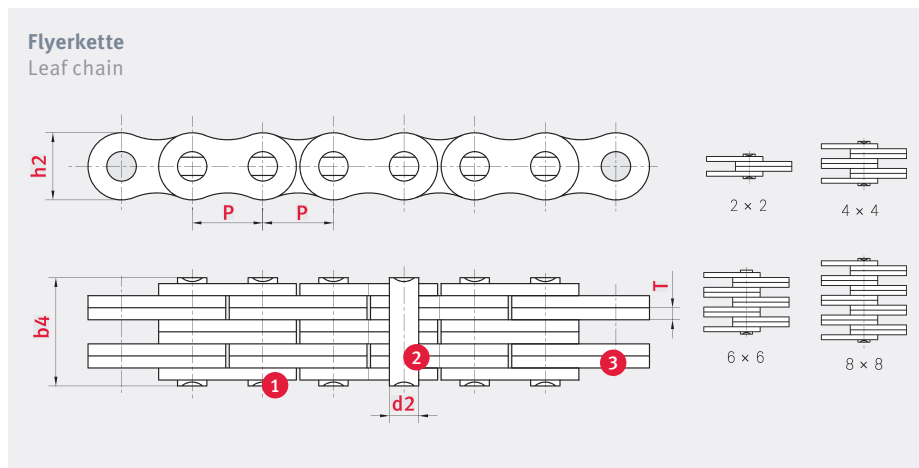 Flyerkette
Leaf chain
h2
P P
2 × 2
4 × 4
b4
T
1
2
3
d2
6 × 6
8 × 8